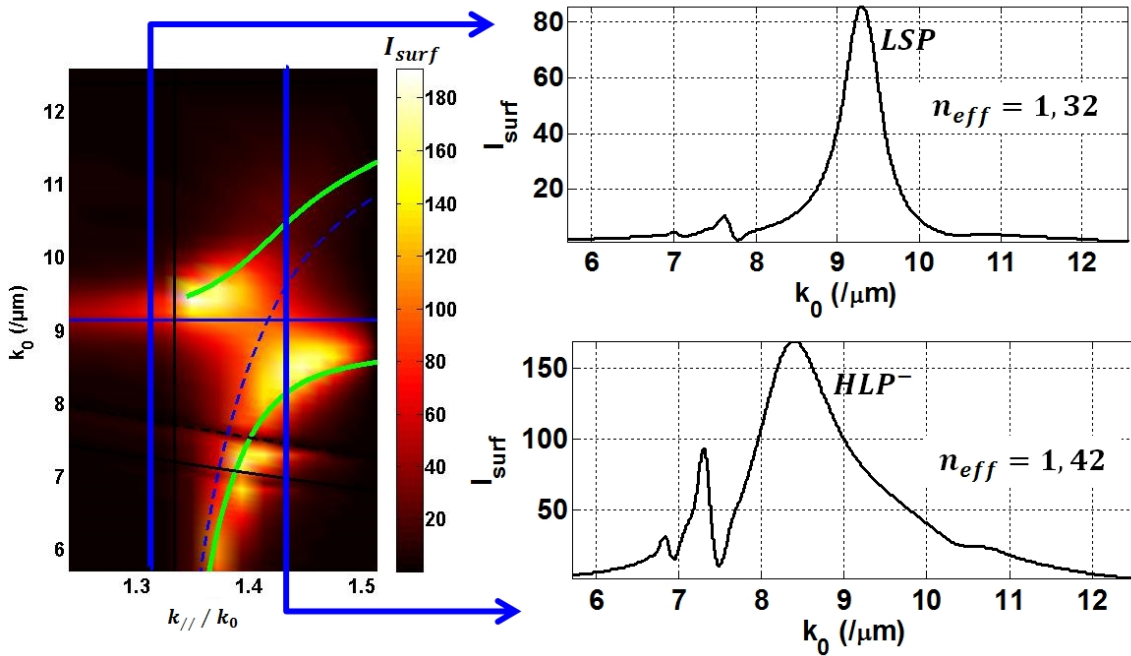 I_surf
12
11
10
9
8
7
6
k_0 (/μm)
1.3 1.4 1.5
k_// / k_0
180
160
140
120
100
80
60
40
20
80
60
40
20
I_surf
LSP
n_eff = 1,32
6 7 8 9 10 11 12
k_0 (/μm)
150
100
50
I_surf
HLP⁻
n_eff = 1,42
6 7 8 9 10 11 12
k_0 (/μm)